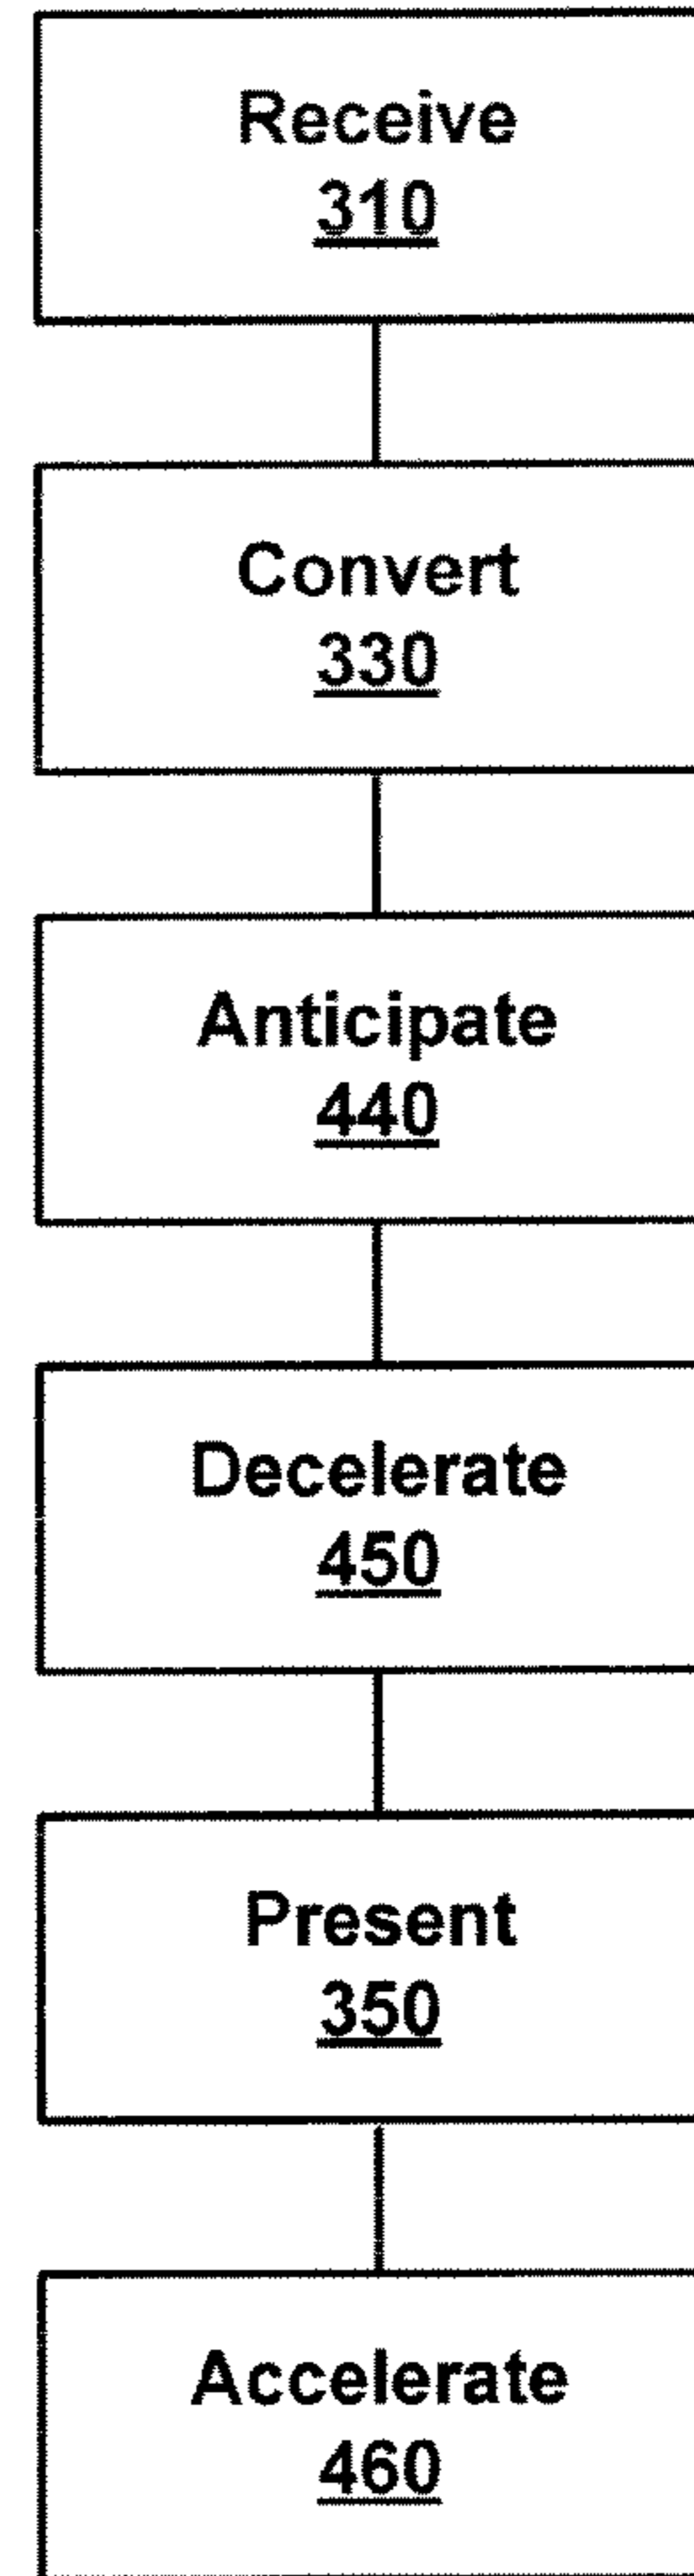 Receive
310
Convert
330
Anticipate
440
Decelerate
450
Present
350
Accelerate
460